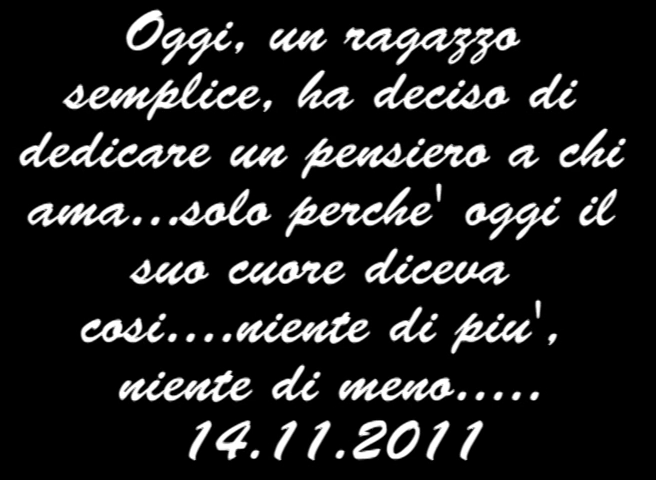 Oggi, un ragazzo
semplice, ha deciso di
dedicare un pensiero a chi
ama...solo perche' oggi il
suo cuore diceva
cosi....niente di piu',
niente di meno.....
14.11.2011